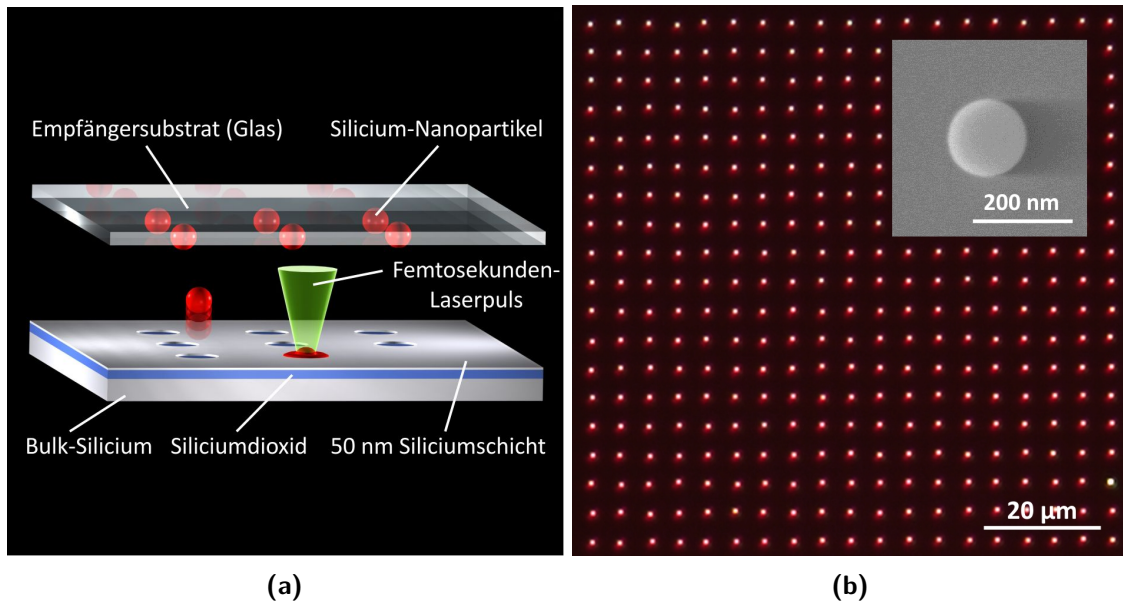 Empfängersubstrat (Glas)
Silicium-Nanopartikel
Femtosekunden-
Laserpuls
Bulk-Silicium
Siliciumdioxid
50 nm Siliciumschicht
200 nm
20 µm
(a)
(b)